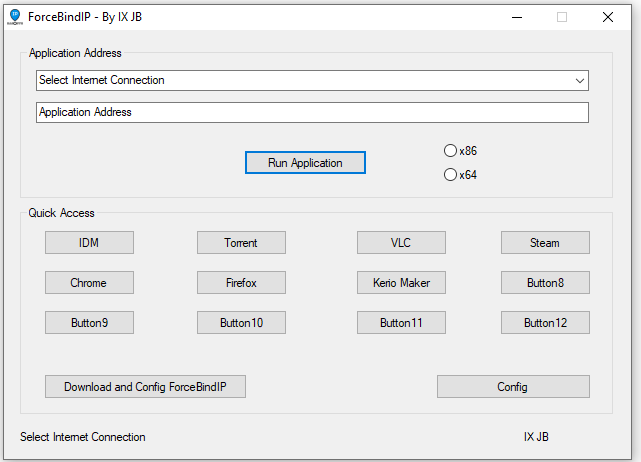 ForceBindIP - By IX JB
Application Address
Select Internet Connection
Application Address
Run Application
x86
x64
Quick Access
IDM Torrent VLC Steam
Chrome Firefox Kerio Maker Button8
Button9 Button10 Button11 Button12
Download and Config ForceBindIP Config
Select Internet Connection IX JB